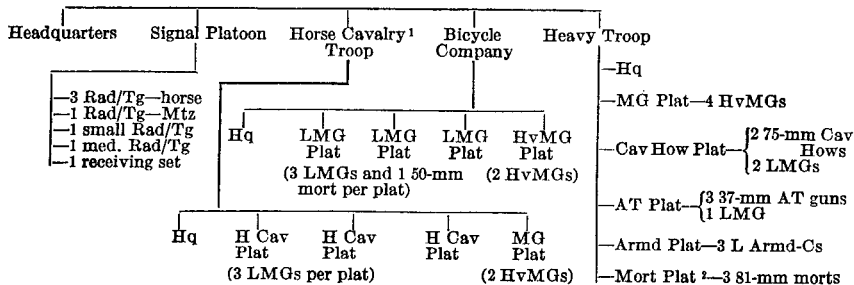 Headquarters Signal Platoon Horse Cavalry¹ Troop Bicycle Company Heavy Troop
—3 Rad/Tg—horse
—1 Rad/Tg—Mtz
—1 small Rad/Tg
—1 med. Rad/Tg
—1 receiving set
Hq LMG Plat LMG Plat LMG Plat HvMG Plat
(3 LMGs and 1 50-mm mort per plat) (2 HvMGs)
Hq H Cav Plat H Cav Plat H Cav Plat MG Plat
(3 LMGs per plat) (2 HvMGs)
—Hq
—MG Plat—4 HvMGs
—Cav How Plat—{2 75-mm Cav Hows
2 LMGs
—AT Plat—{3 37-mm AT guns
1 LMG
—Armd Plat—3 L Armd-Cs
—Mort Plat ²—3 81-mm morts